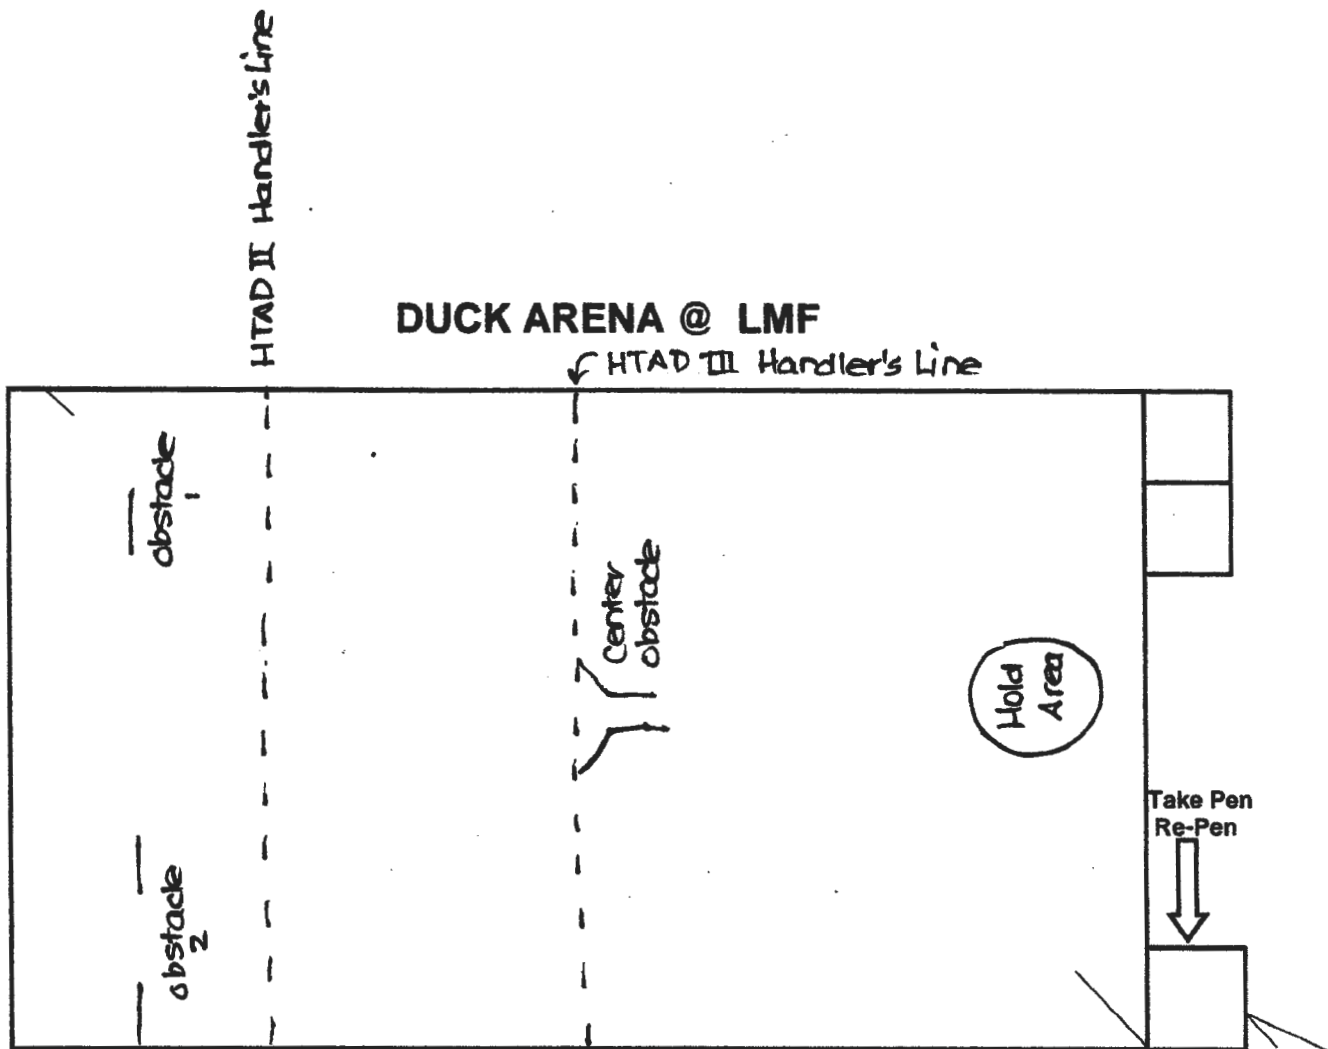 HTAD II Handler's Line
DUCK ARENA @ LMF
HTAD III Handler's Line
obstacle
1
Center
obstacle
Hold
Area
Take Pen
Re-Pen
obstacle
2